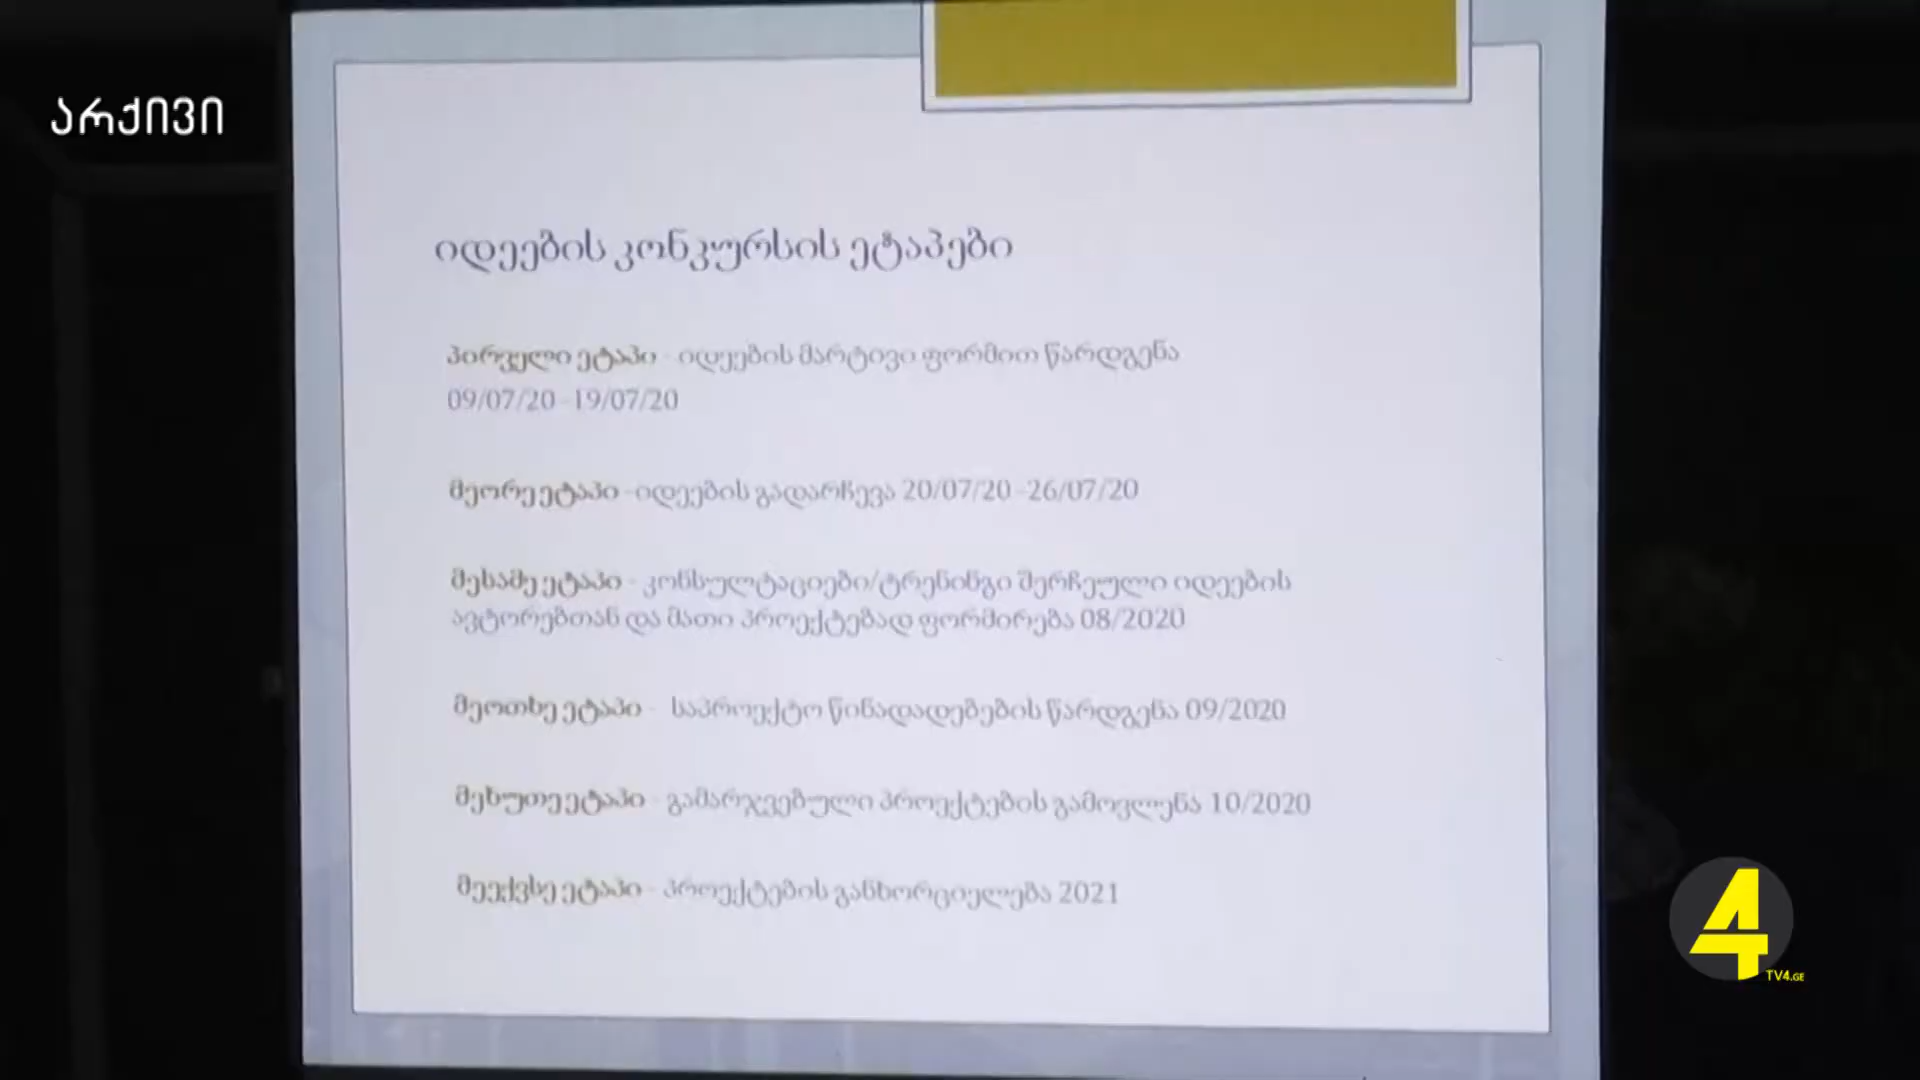 არქივი
იდეების კონკურსის ეტაპები
პირველი ეტაპი - იდეების მარტივი ფორმით წარდგენა
09/07/20 -19/07/20
მეორე ეტაპი -იდეების გადარჩევა 20/07/20 -26/07/20
მესამე ეტაპი - კონსულტაციები/ტრენინგი შერჩეული იდეების
ავტორებთან და მათი პროექტებად ფორმირება 08/2020
მეოთხე ეტაპი - საპროექტო წინადადებების წარდგენა 09/2020
მეხუთე ეტაპი - გამარჯვებული პროექტების გამოვლენა 10/2020
მეექვსე ეტაპი - პროექტების განხორციელება 2021
4
TV4.GE